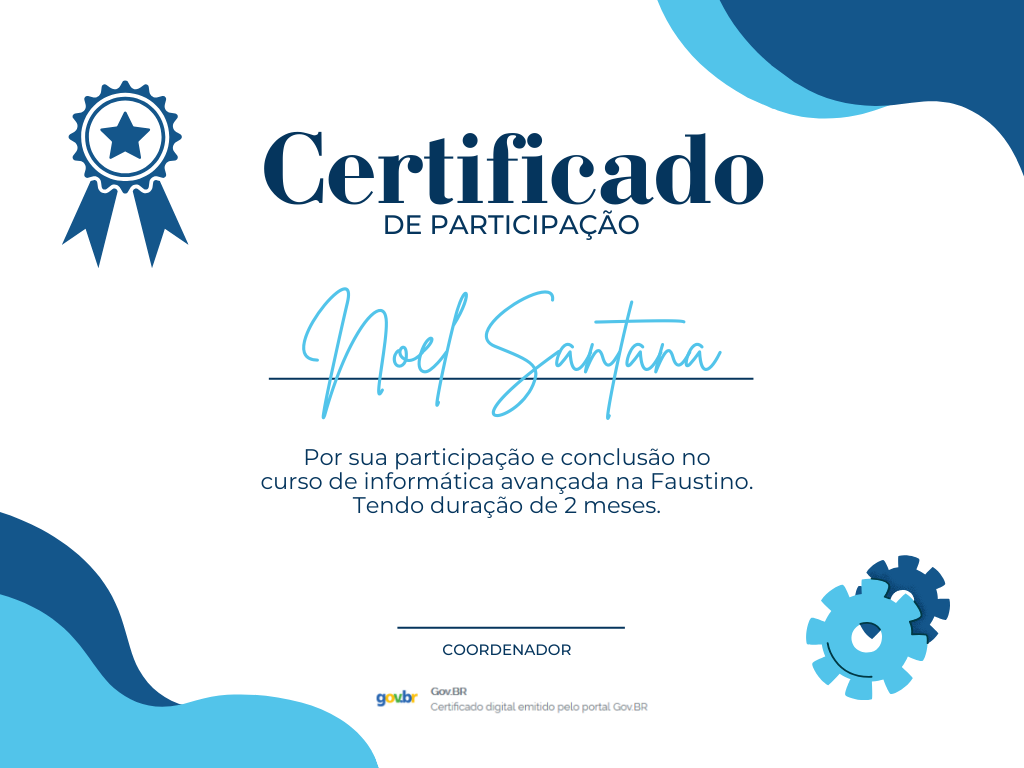 Certificado
DE PARTICIPAÇÃO
Noel Santana
Por sua participação e conclusão no
curso de informática avançada na Faustino.
Tendo duração de 2 meses.
COORDENADOR
gov.br
Gov.BR
Certificado digital emitido pelo portal Gov.BR